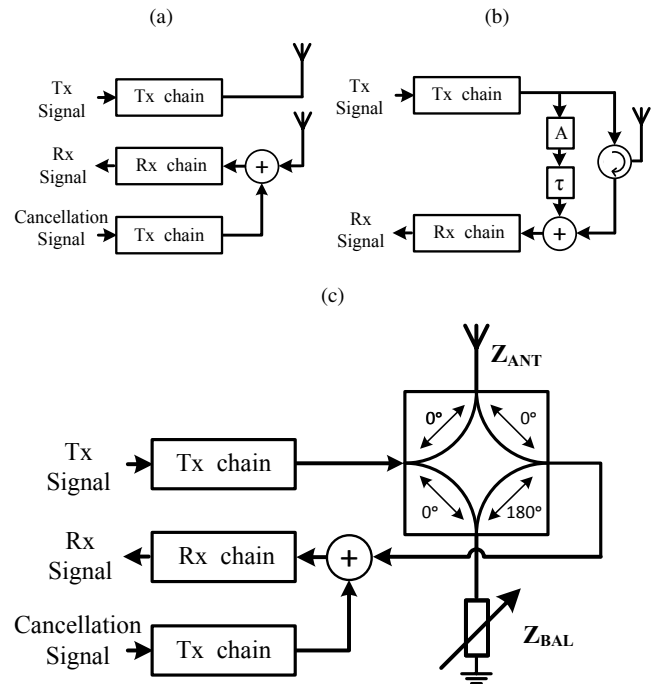 (a)
Tx
Signal
Tx chain
Rx
Signal
Rx chain
+
Cancellation
Signal
Tx chain
(b)
Tx
Signal
Tx chain
A
τ
Rx
Signal
Rx chain
+
(c)
Z_ANT
0°
0°
0°
180°
Tx
Signal
Tx chain
Rx
Signal
Rx chain
+
Cancellation
Signal
Tx chain
Z_BAL